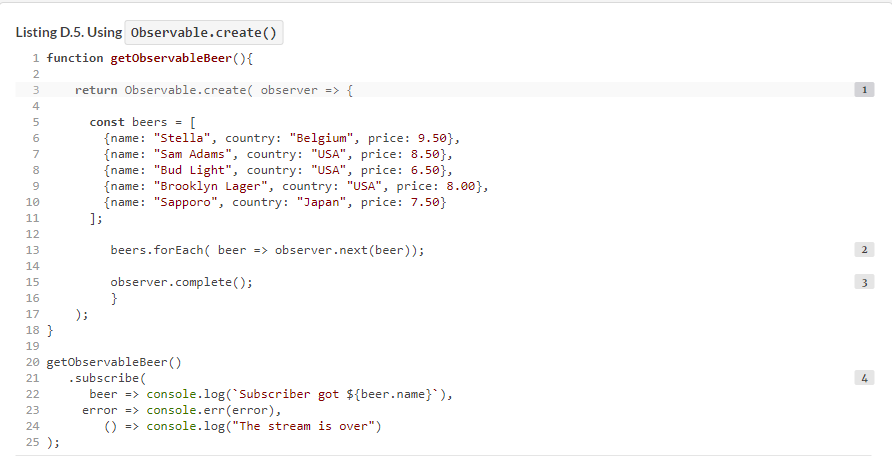 Listing D.5. Using Observable.create()
1 function getObservableBeer(){
2
3     return Observable.create( observer => { 1
4
5       const beers = [
6         {name: "Stella", country: "Belgium", price: 9.50},
7         {name: "Sam Adams", country: "USA", price: 8.50},
8         {name: "Bud Light", country: "USA", price: 6.50},
9         {name: "Brooklyn Lager", country: "USA", price: 8.00},
10         {name: "Sapporo", country: "Japan", price: 7.50}
11       ];
12
13          beers.forEach( beer => observer.next(beer)); 2
14
15          observer.complete(); 3
16          }
17     );
18 }
19
20 getObservableBeer()
21    .subscribe( 4
22       beer => console.log(`Subscriber got ${beer.name}`),
23      error => console.err(error),
24         () => console.log("The stream is over")
25 );